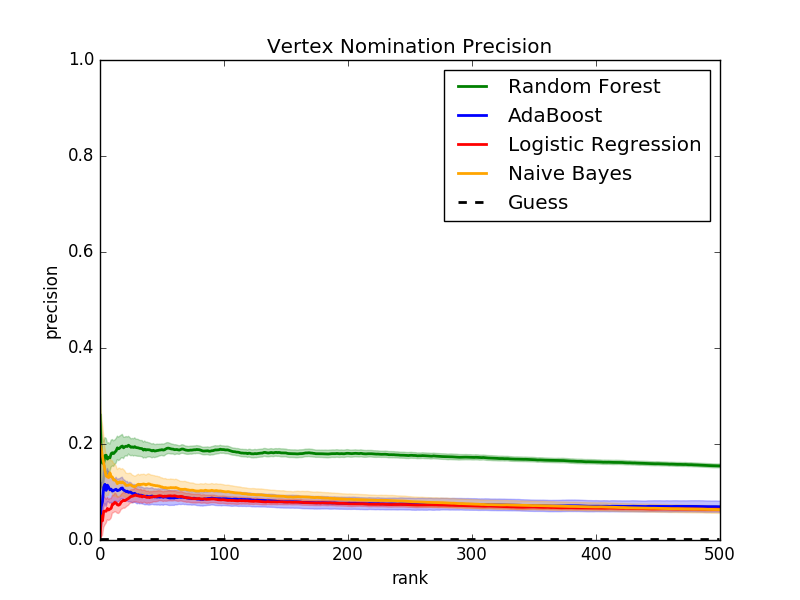 Vertex Nomination Precision
1.0
0.8
0.6
0.4
0.2
0.0
precision
Random Forest
AdaBoost
Logistic Regression
Naive Bayes
Guess
0 100 200 300 400 500
rank